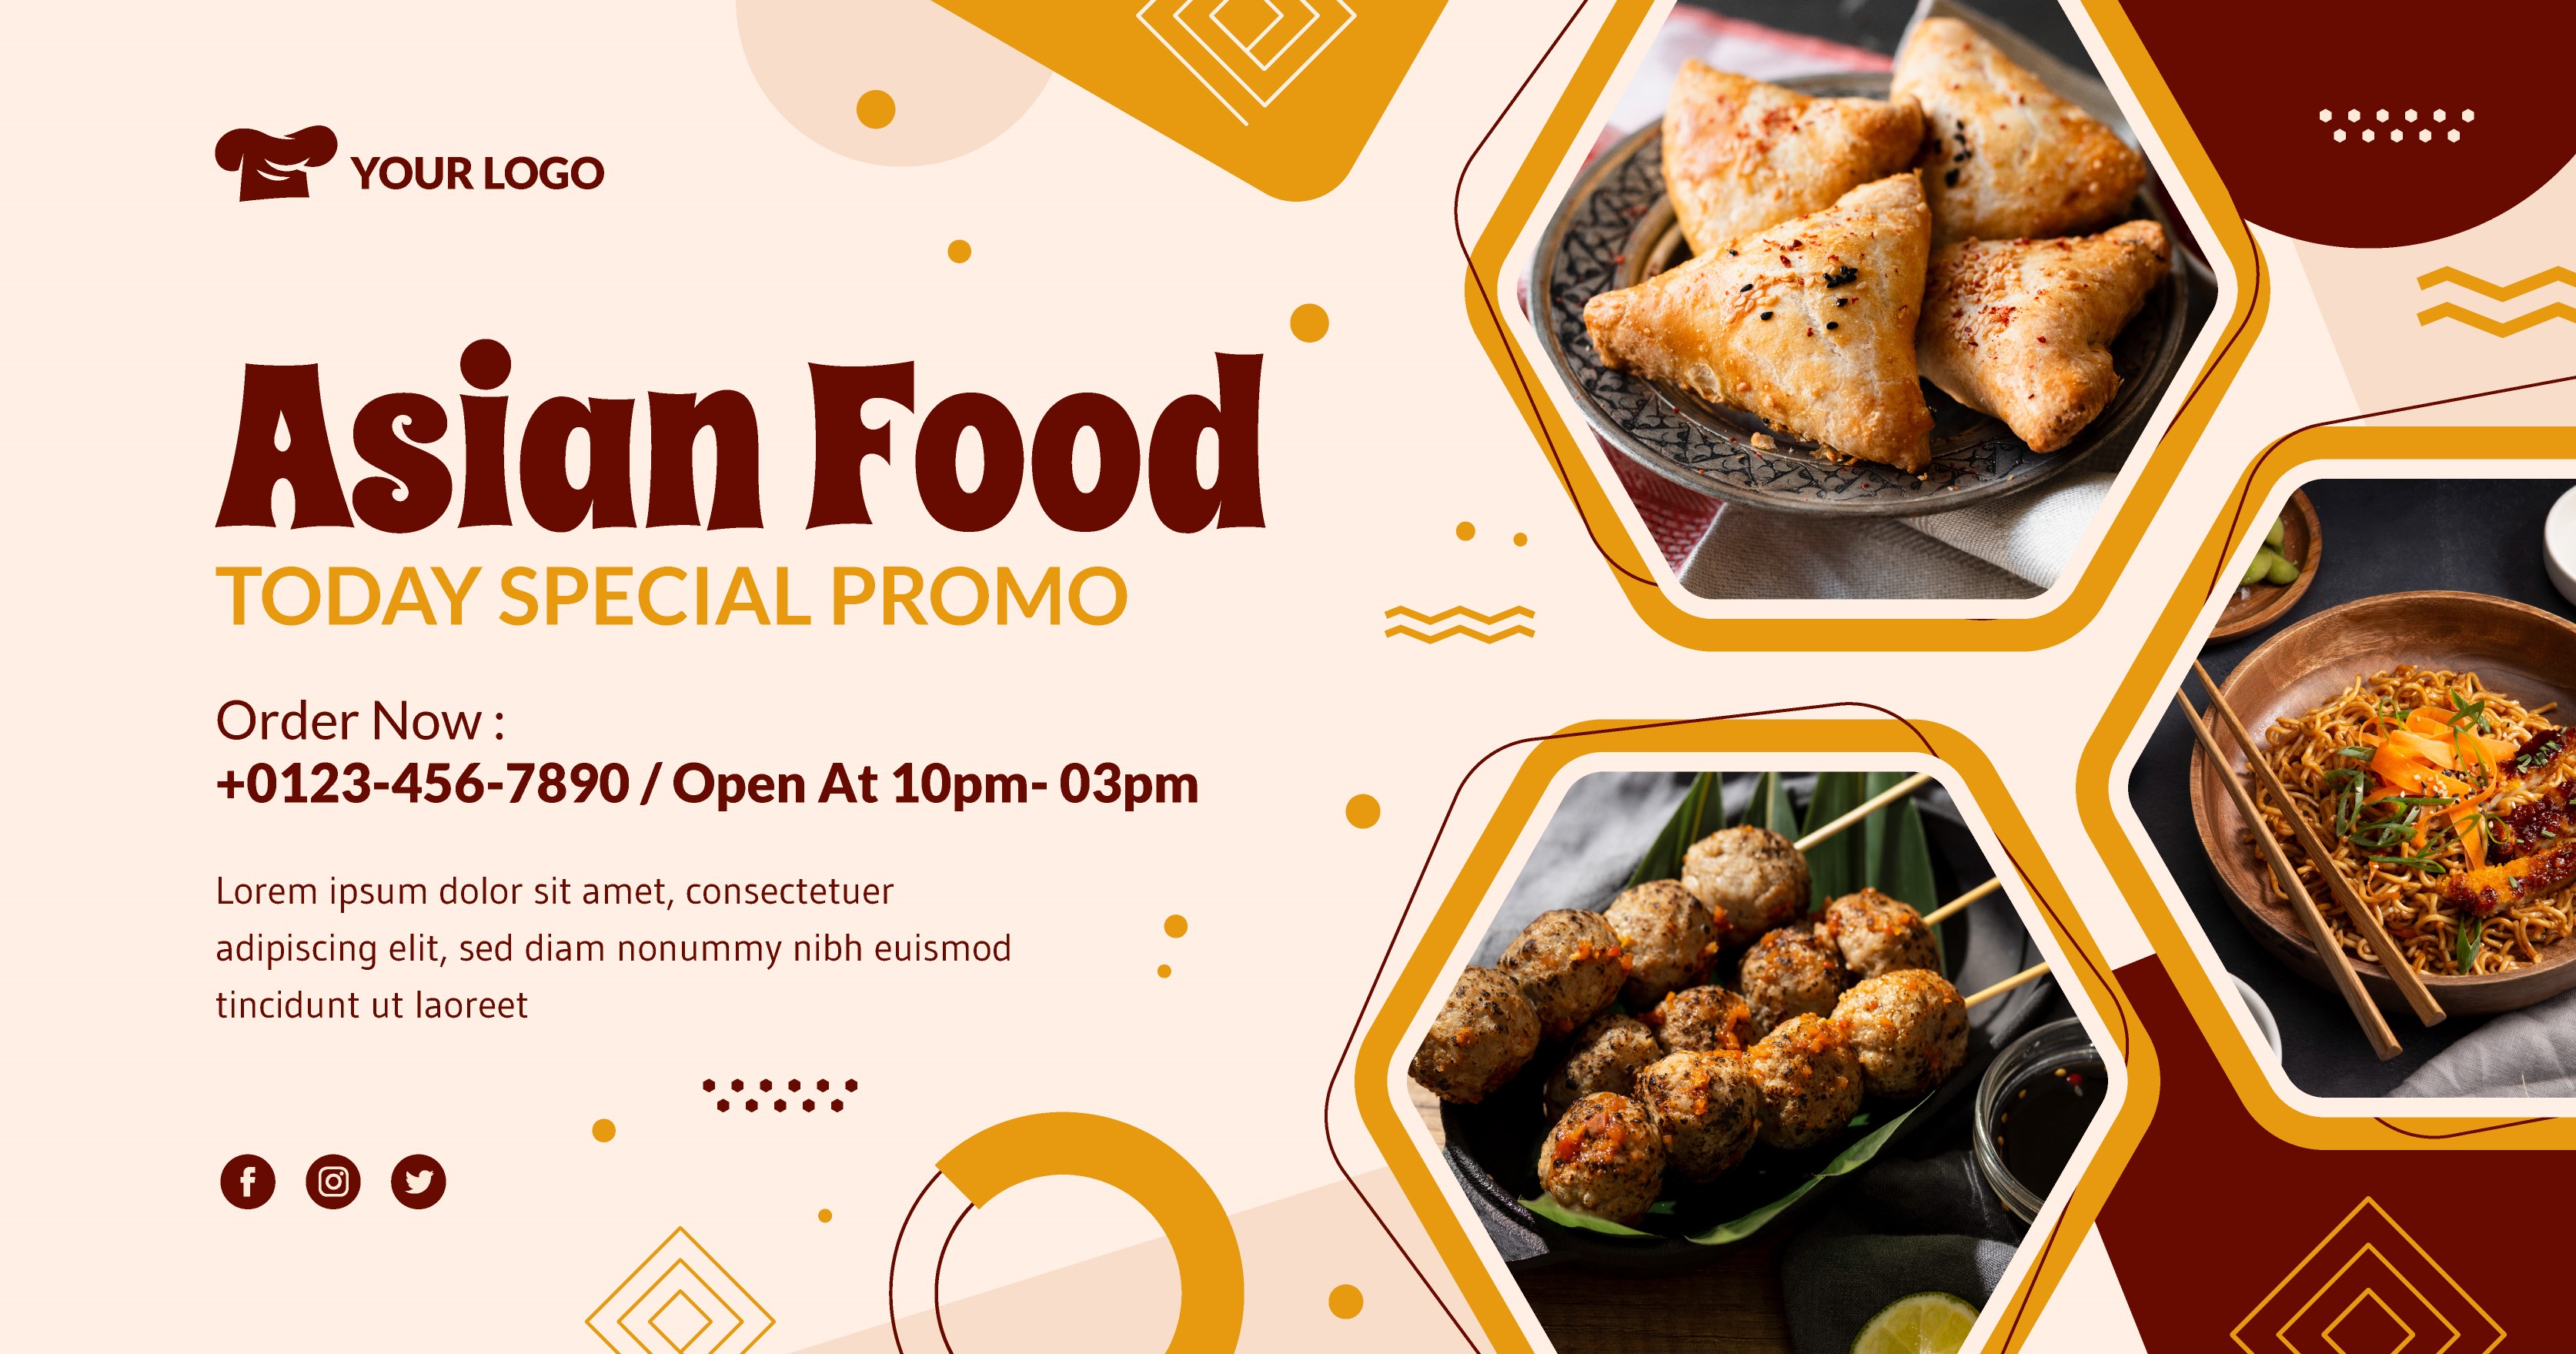 YOUR LOGO
Asian Food
TODAY SPECIAL PROMO
Order Now :
+0123-456-7890 / Open At 10pm- 03pm
Lorem ipsum dolor sit amet, consectetuer
adipiscing elit, sed diam nonummy nibh euismod
tincidunt ut laoreet